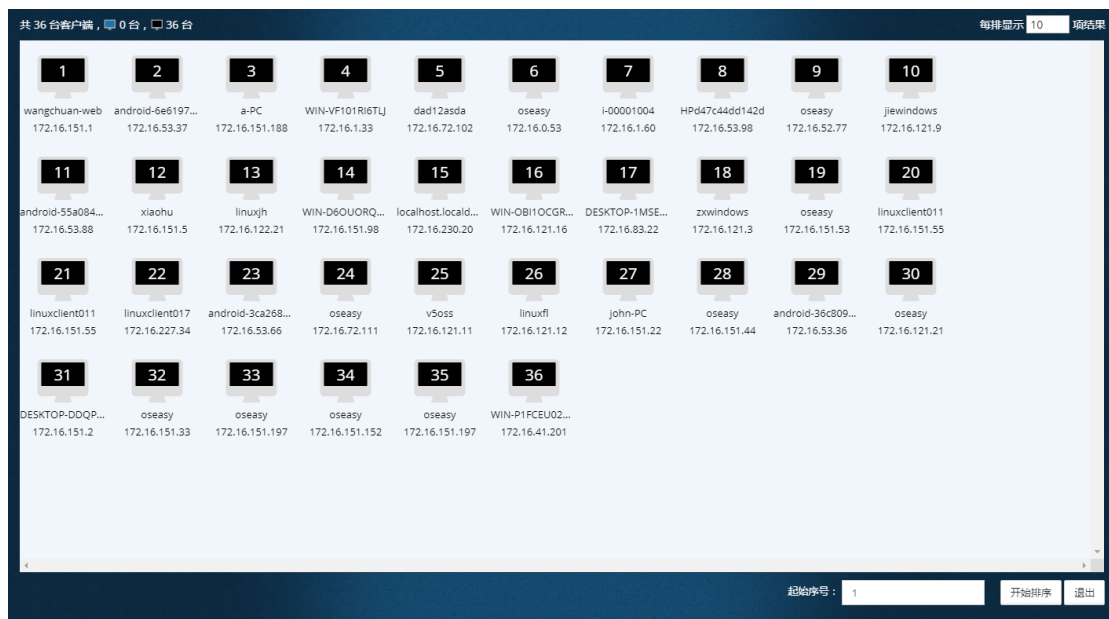 共 36 台客户端 , 0 台 , 36 台 每排显示 10 项结果
1 2 3 4 5 6 7 8 9 10
wangchuan-web android-6e6197... a-PC WIN-VF101RI6TLJ dad12asda oseasy i-00001004 HPd47c44dd142d oseasy jiewindows
172.16.151.1 172.16.53.37 172.16.151.188 172.16.1.33 172.16.72.102 172.16.0.53 172.16.1.60 172.16.53.98 172.16.52.77 172.16.121.9
11 12 13 14 15 16 17 18 19 20
android-55a084... xiaohu linuxjh WIN-D6OUORQ... localhost.locald... WIN-OBI1OCGR... DESKTOP-1MSE... zxwindows oseasy linuxclient011
172.16.53.88 172.16.151.5 172.16.122.21 172.16.151.98 172.16.230.20 172.16.121.16 172.16.83.22 172.16.121.3 172.16.151.53 172.16.151.55
21 22 23 24 25 26 27 28 29 30
linuxclient011 linuxclient017 android-3ca268... oseasy v5oss linuxfl john-PC oseasy android-36c809... oseasy
172.16.151.55 172.16.227.34 172.16.53.66 172.16.72.111 172.16.121.11 172.16.121.12 172.16.151.22 172.16.151.44 172.16.53.36 172.16.121.21
31 32 33 34 35 36
DESKTOP-DDQP... oseasy oseasy oseasy oseasy WIN-P1FCEU02...
172.16.151.2 172.16.151.33 172.16.151.197 172.16.151.152 172.16.151.197 172.16.41.201
起始序号 : 1 开始排序 退出